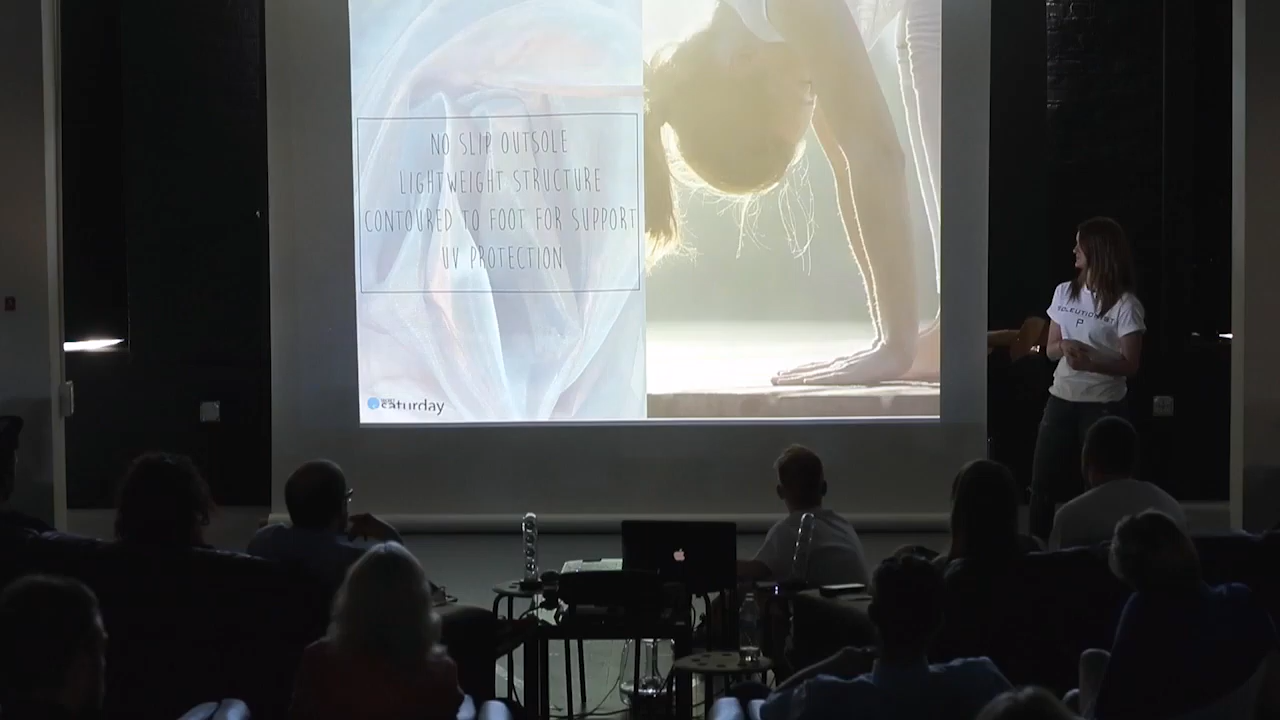 NO SLIP OUTSOLE
LIGHTWEIGHT STRUCTURE
CONTOURED TO FOOT FOR SUPPORT
UV PROTECTION
saturday
P